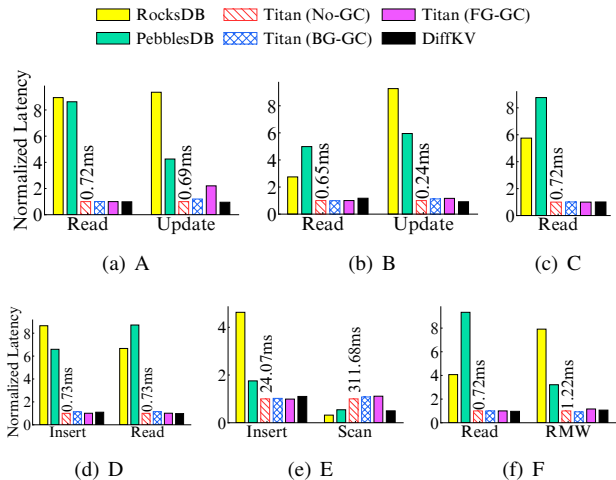 RocksDB Titan (No-GC) Titan (FG-GC)
PebblesDB Titan (BG-GC) DiffKV
Normalized Latency
8
6
4
2
0
0.72ms
0.69ms
Read Update
(a) A
8
6
4
2
0
0.65ms
0.24ms
Read Update
(b) B
8
6
4
2
0
0.72ms
Read
(c) C
Normalized Latency
8
6
4
2
0
0.73ms
0.73ms
Insert Read
(d) D
4
2
0
24.07ms
311.68ms
Insert Scan
(e) E
8
6
4
2
0
0.72ms
1.22ms
Read RMW
(f) F